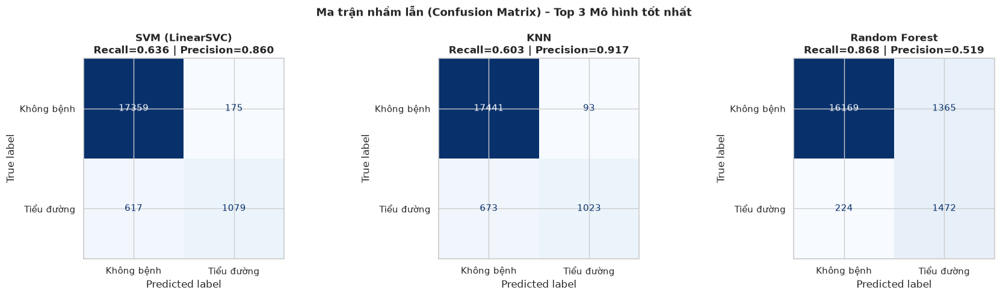 Ma trận nhầm lẫn (Confusion Matrix) – Top 3 Mô hình tốt nhất
SVM (LinearSVC)
Recall=0.636 | Precision=0.860
True label
Không bệnh
17359
175
Tiểu đường
617
1079
Không bệnh
Tiểu đường
Predicted label
KNN
Recall=0.603 | Precision=0.917
True label
Không bệnh
17441
93
Tiểu đường
673
1023
Không bệnh
Tiểu đường
Predicted label
Random Forest
Recall=0.868 | Precision=0.519
True label
Không bệnh
16169
1365
Tiểu đường
224
1472
Không bệnh
Tiểu đường
Predicted label